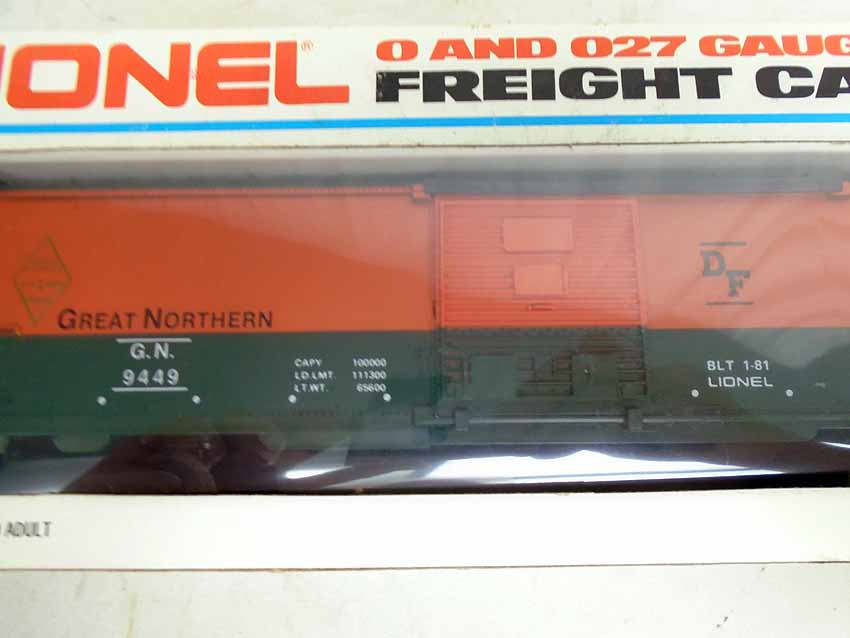 IONEL®
O AND O27 GAUG
FREIGHT CA
GREAT NORTHERN
G.N.
9449
CAPY 100000
LD.LMT. 111300
LT.WT. 65600
DF
BLT 1-81
LIONEL
ADULT